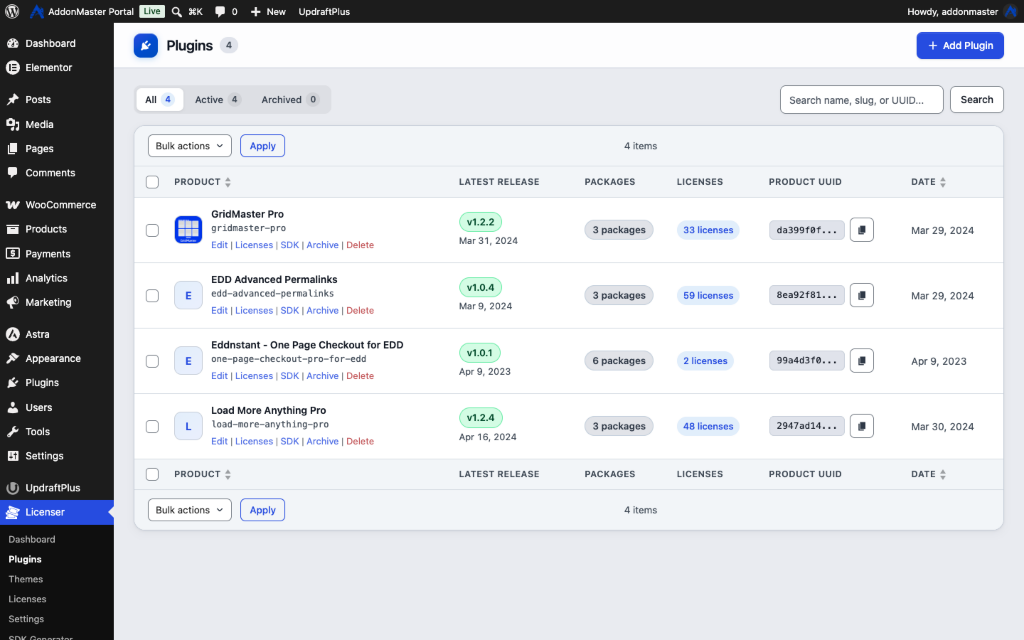 AddonMaster Portal Live ⌘K 0 New UpdraftPlus Howdy, addonmaster
Dashboard
Elementor
Posts
Media
Pages
Comments
WooCommerce
Products
Payments
Analytics
Marketing
Astra
Appearance
Plugins
Users
Tools
Settings
UpdraftPlus
Licenser
Dashboard
Plugins
Themes
Licenses
Settings
SDK Generator
Plugins 4
+ Add Plugin
All 4 Active 4 Archived 0
Search name, slug, or UUID... Search
Bulk actions Apply 4 items
PRODUCT LATEST RELEASE PACKAGES LICENSES PRODUCT UUID DATE
GridMaster Pro
gridmaster-pro
Edit | Licenses | SDK | Archive | Delete
v1.2.2
Mar 31, 2024
3 packages 33 licenses da399f0f... Mar 29, 2024
E
EDD Advanced Permalinks
edd-advanced-permalinks
Edit | Licenses | SDK | Archive | Delete
v1.0.4
Mar 9, 2024
3 packages 59 licenses 8ea92f81... Mar 29, 2024
E
Eddnstant - One Page Checkout for EDD
one-page-checkout-pro-for-edd
Edit | Licenses | SDK | Archive | Delete
v1.0.1
Apr 9, 2023
6 packages 2 licenses 99a4d3f0... Apr 9, 2023
L
Load More Anything Pro
load-more-anything-pro
Edit | Licenses | SDK | Archive | Delete
v1.2.4
Apr 16, 2024
3 packages 48 licenses 2947ad14... Mar 30, 2024
PRODUCT LATEST RELEASE PACKAGES LICENSES PRODUCT UUID DATE
Bulk actions Apply 4 items